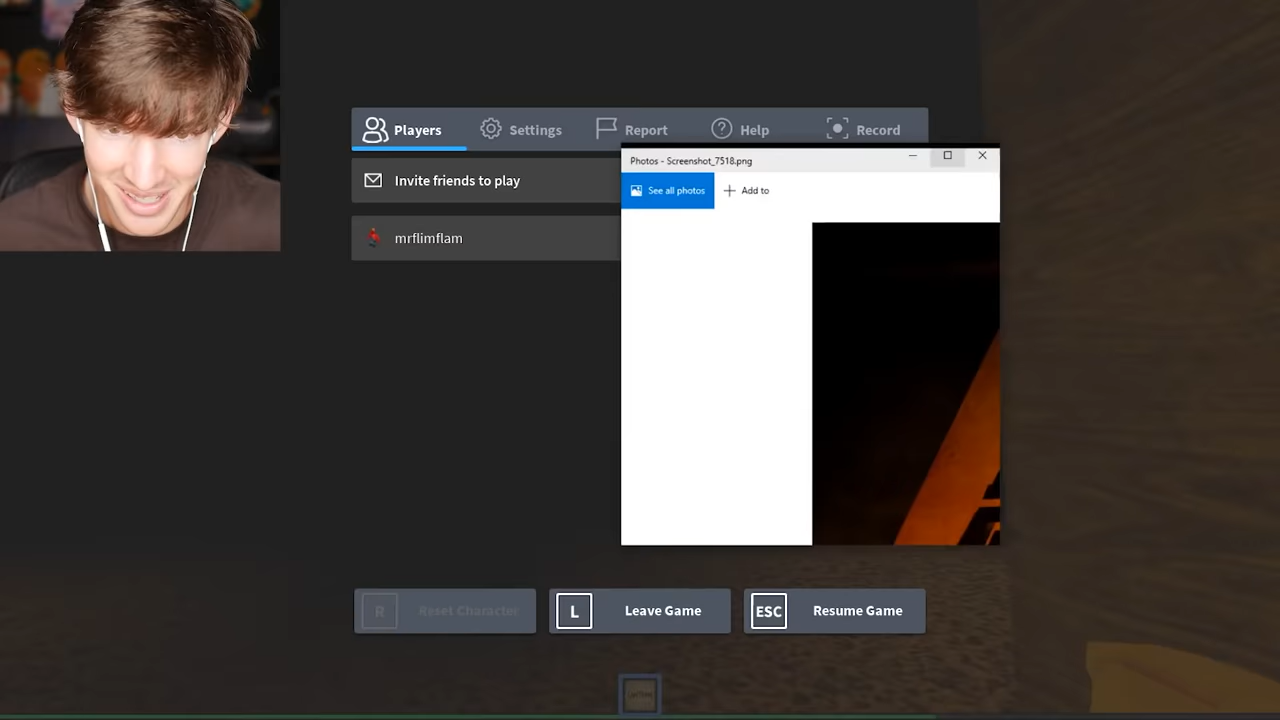 Players Settings Report Help Record
Photos - Screenshot_7518.png
See all photos Add to
Invite friends to play
mrflimflam
R Reset Character
L Leave Game
ESC Resume Game